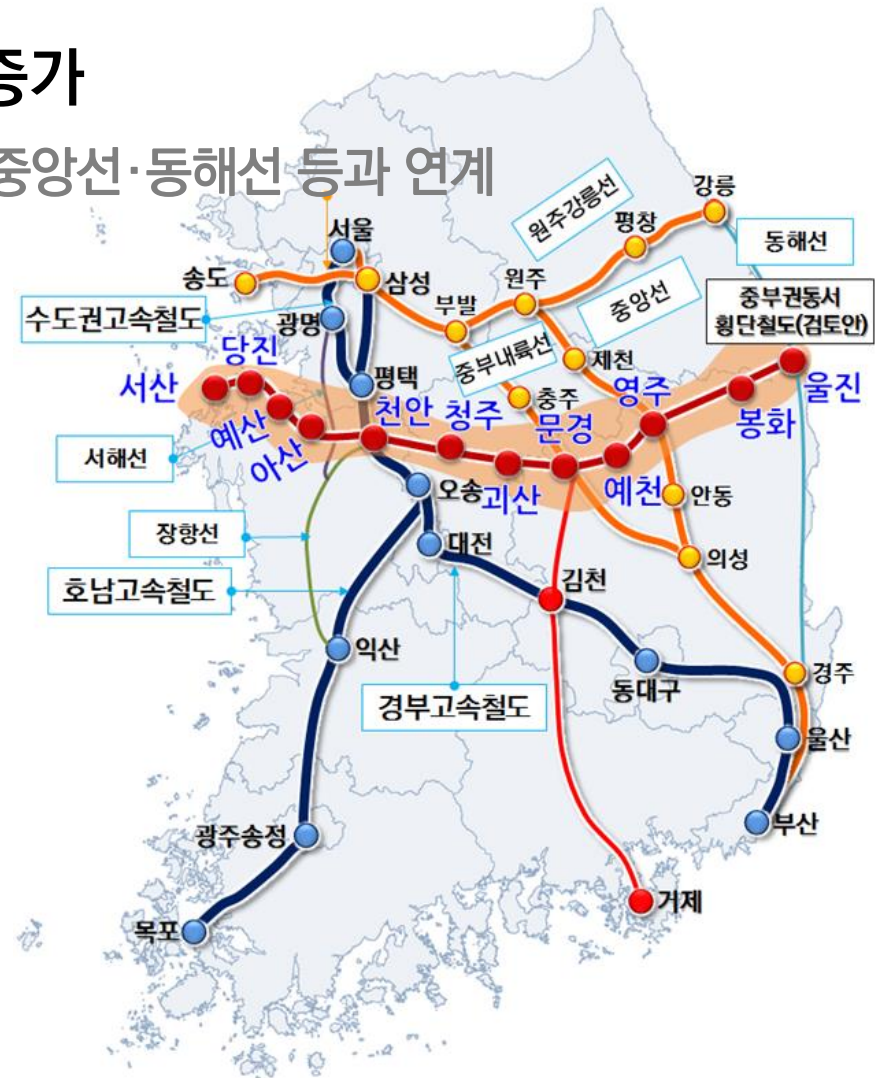 증가
중앙선·동해선 등과 연계
강릉
원주강릉선
평창
동해선
서울
송도
삼성
원주
부발
중앙선
중부권동서
횡단철도(검토안)
수도권고속철도
광명
중부내륙선
제천
당진
평택
서산
충주
영주
울진
천안
청주
문경
봉화
예산
아산
서해선
오송
괴산
예천
안동
장항선
대전
의성
호남고속철도
김천
익산
동대구
경주
경부고속철도
울산
광주송정
부산
거제
목포